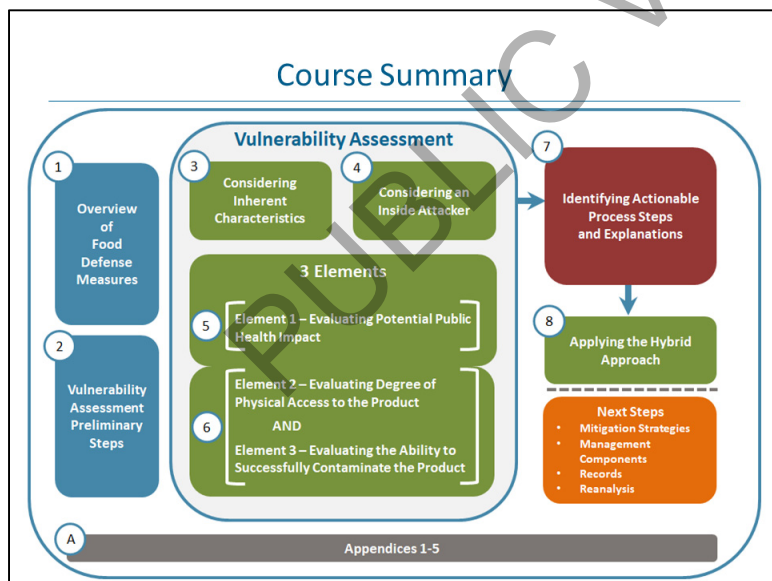 Course Summary
1
Overview
of
Food
Defense
Measures
2
Vulnerability
Assessment
Preliminary
Steps
Vulnerability Assessment
3
Considering
Inherent
Characteristics
4
Considering an
Inside Attacker
3 Elements
5
Element 1 – Evaluating Potential Public
Health Impact
6
Element 2 – Evaluating Degree of
Physical Access to the Product
AND
Element 3 – Evaluating the Ability to
Successfully Contaminate the Product
7
Identifying Actionable
Process Steps
and Explanations
8
Applying the Hybrid
Approach
Next Steps
• Mitigation Strategies
• Management
Components
• Records
• Reanalysis
A
Appendices 1-5
PUBLIC